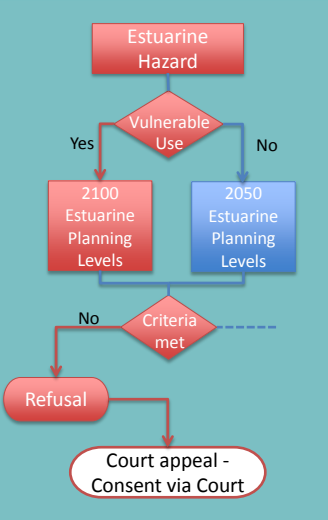 Estuarine
Hazard
Vulnerable
Use
Yes
No
2100
Estuarine
Planning
Levels
2050
Estuarine
Planning
Levels
No
Criteria
met
Refusal
Court appeal -
Consent via Court